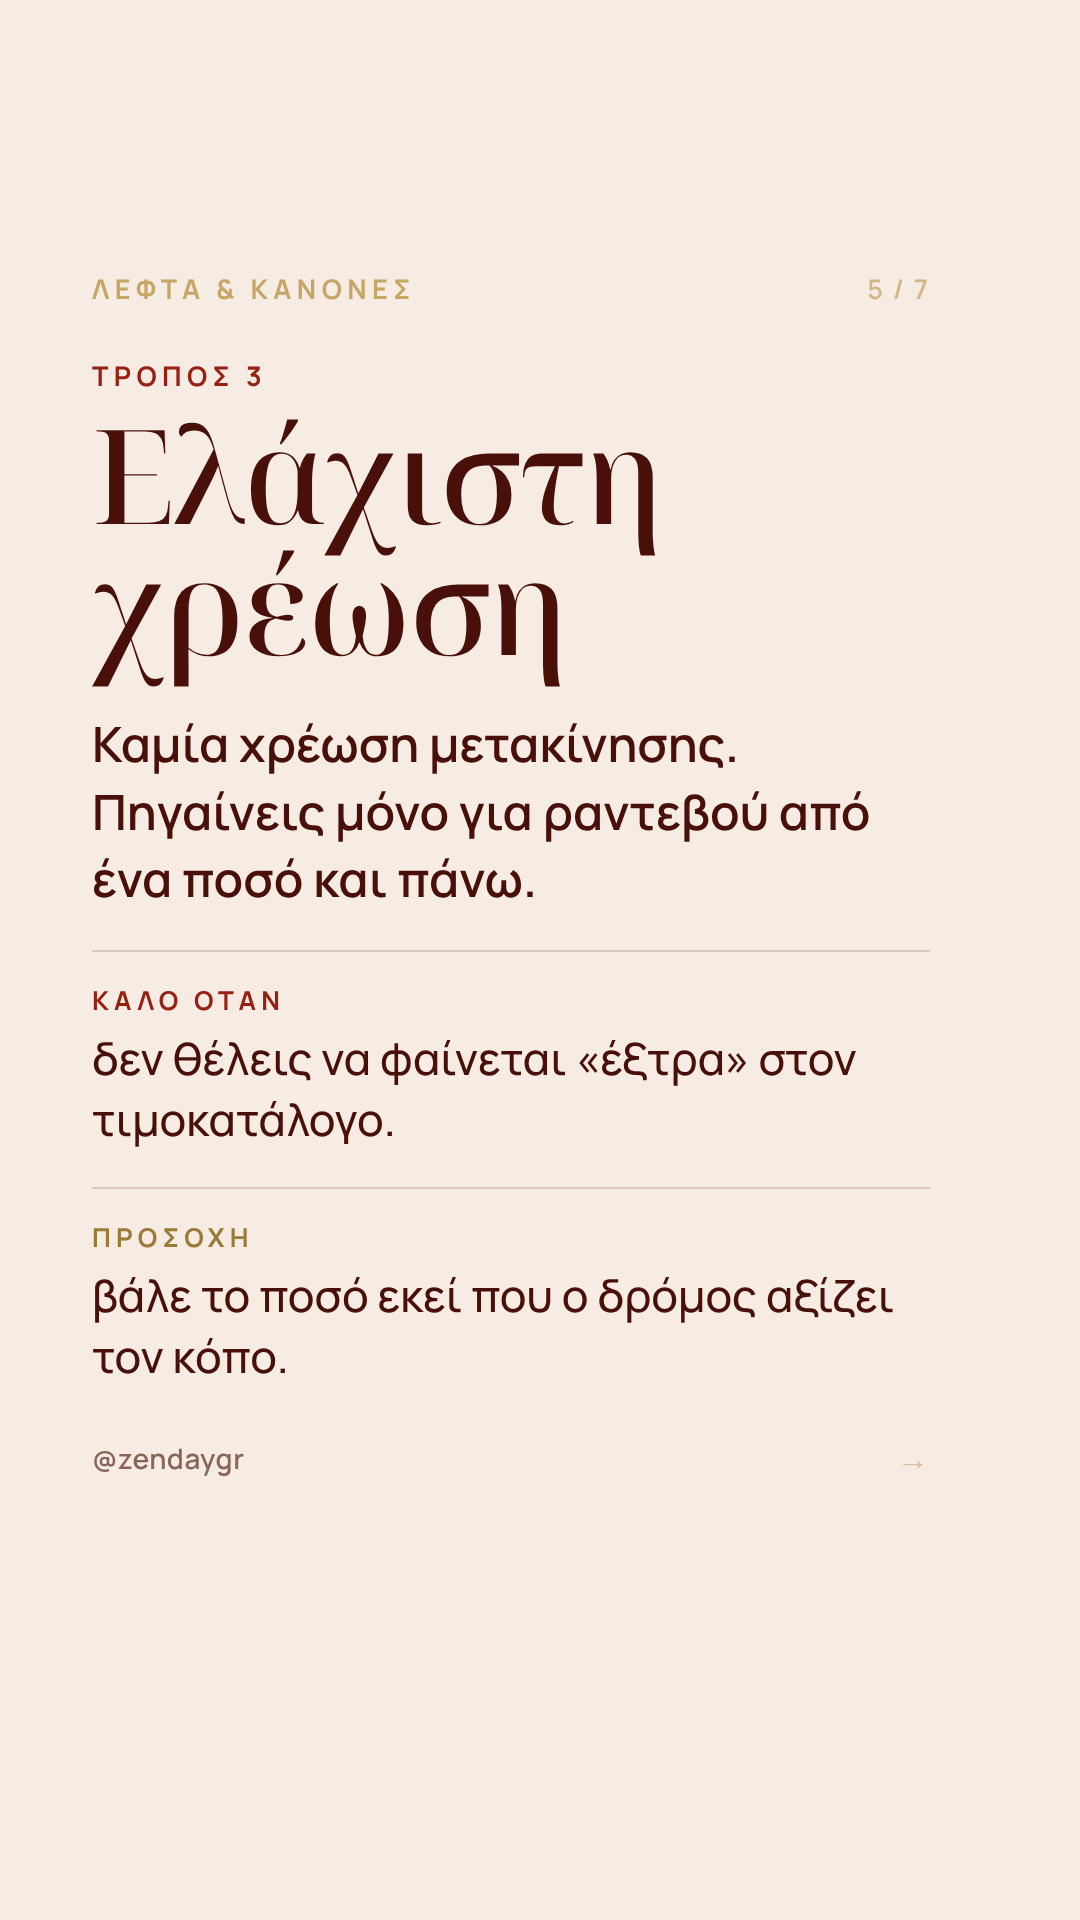 ΛΕΦΤΑ & ΚΑΝΟΝΕΣ
5 / 7
ΤΡΟΠΟΣ 3
Ελάχιστη
χρέωση
Καμία χρέωση μετακίνησης.
Πηγαίνεις μόνο για ραντεβού από
ένα ποσό και πάνω.
ΚΑΛΟ ΟΤΑΝ
δεν θέλεις να φαίνεται «έξτρα» στον
τιμοκατάλογο.
ΠΡΟΣΟΧΗ
βάλε το ποσό εκεί που ο δρόμος αξίζει
τον κόπο.
@zendaygr
→